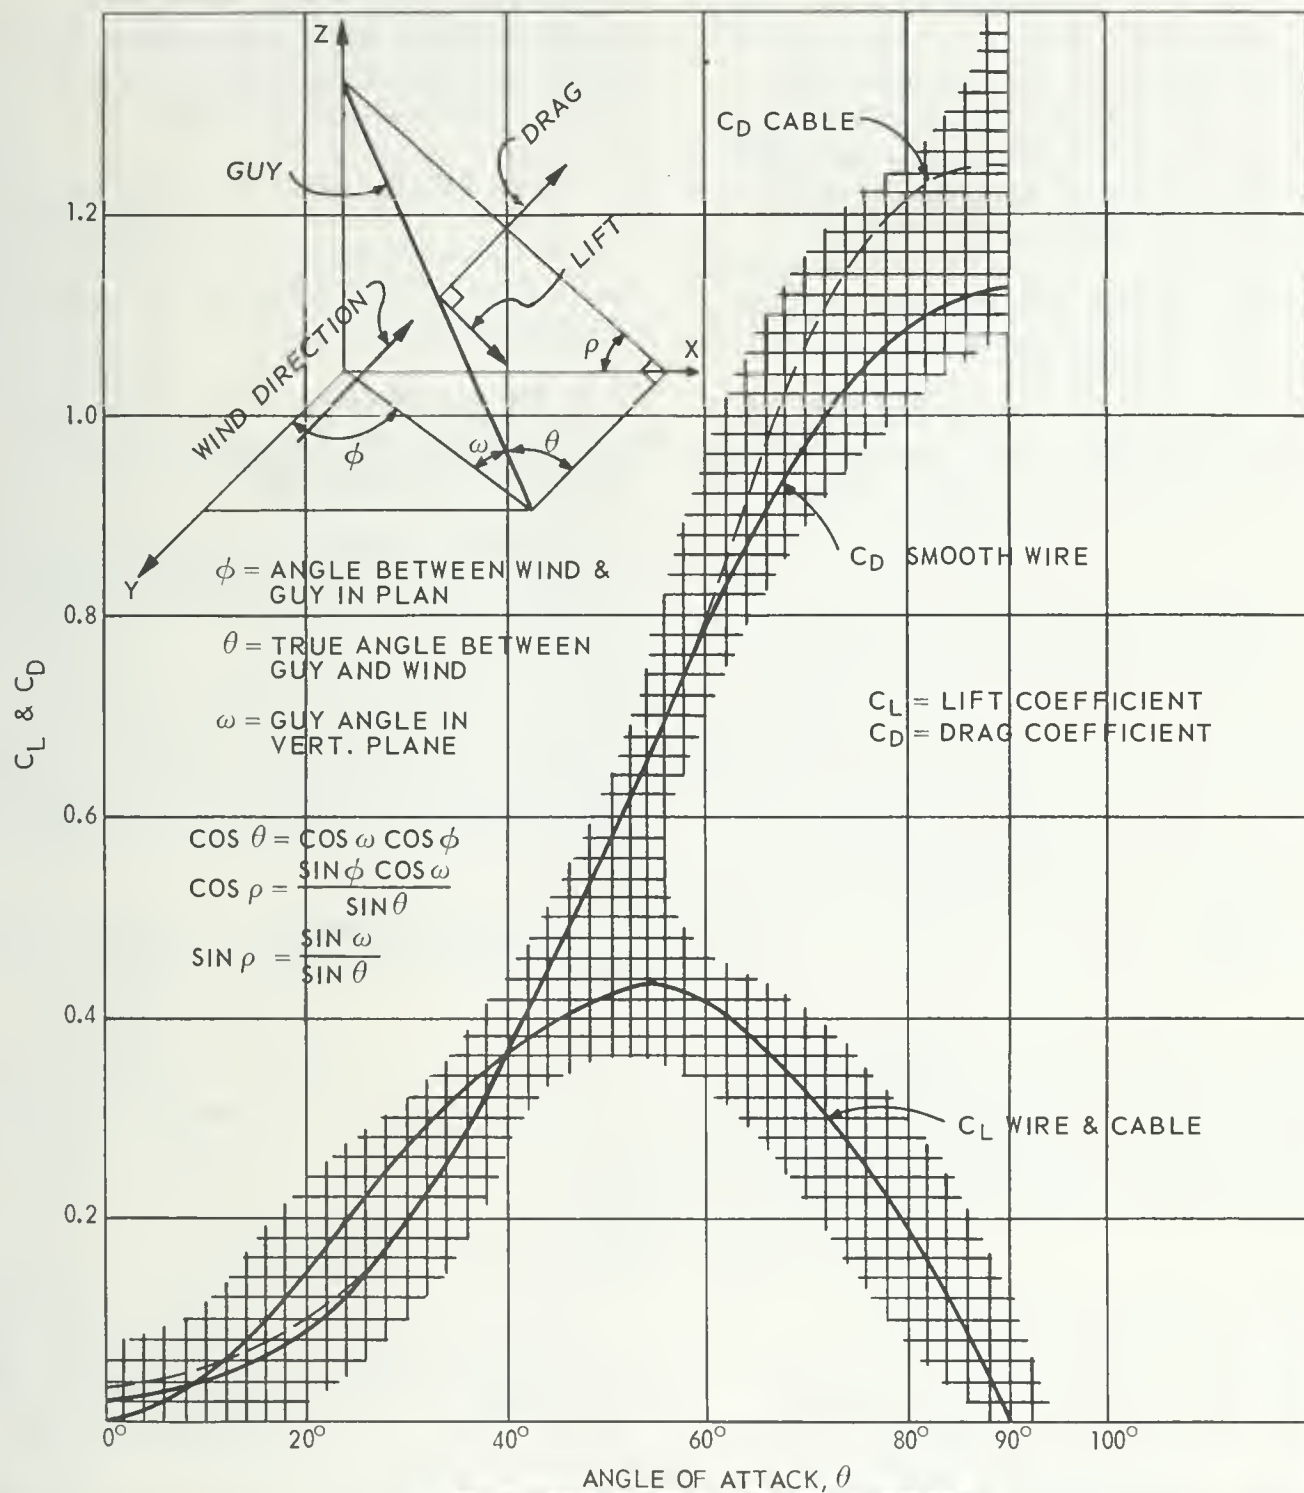 Z
DRAG
C_D CABLE
GUY
1.2
LIFT
WIND DIRECTION
ρ
X
1.0
ω
θ
φ
C_D SMOOTH WIRE
Y
φ = ANGLE BETWEEN WIND &
GUY IN PLAN
0.8
θ = TRUE ANGLE BETWEEN
GUY AND WIND
C_L & C_D
C_L = LIFT COEFFICIENT
C_D = DRAG COEFFICIENT
ω = GUY ANGLE IN
VERT. PLANE
0.6
COS θ = COS ω COS φ
COS ρ = SIN φ COS ω / SIN θ
SIN ρ = SIN ω / SIN θ
0.4
C_L WIRE & CABLE
0.2
0° 20° 40° 60° 80° 90° 100°
ANGLE OF ATTACK, θ